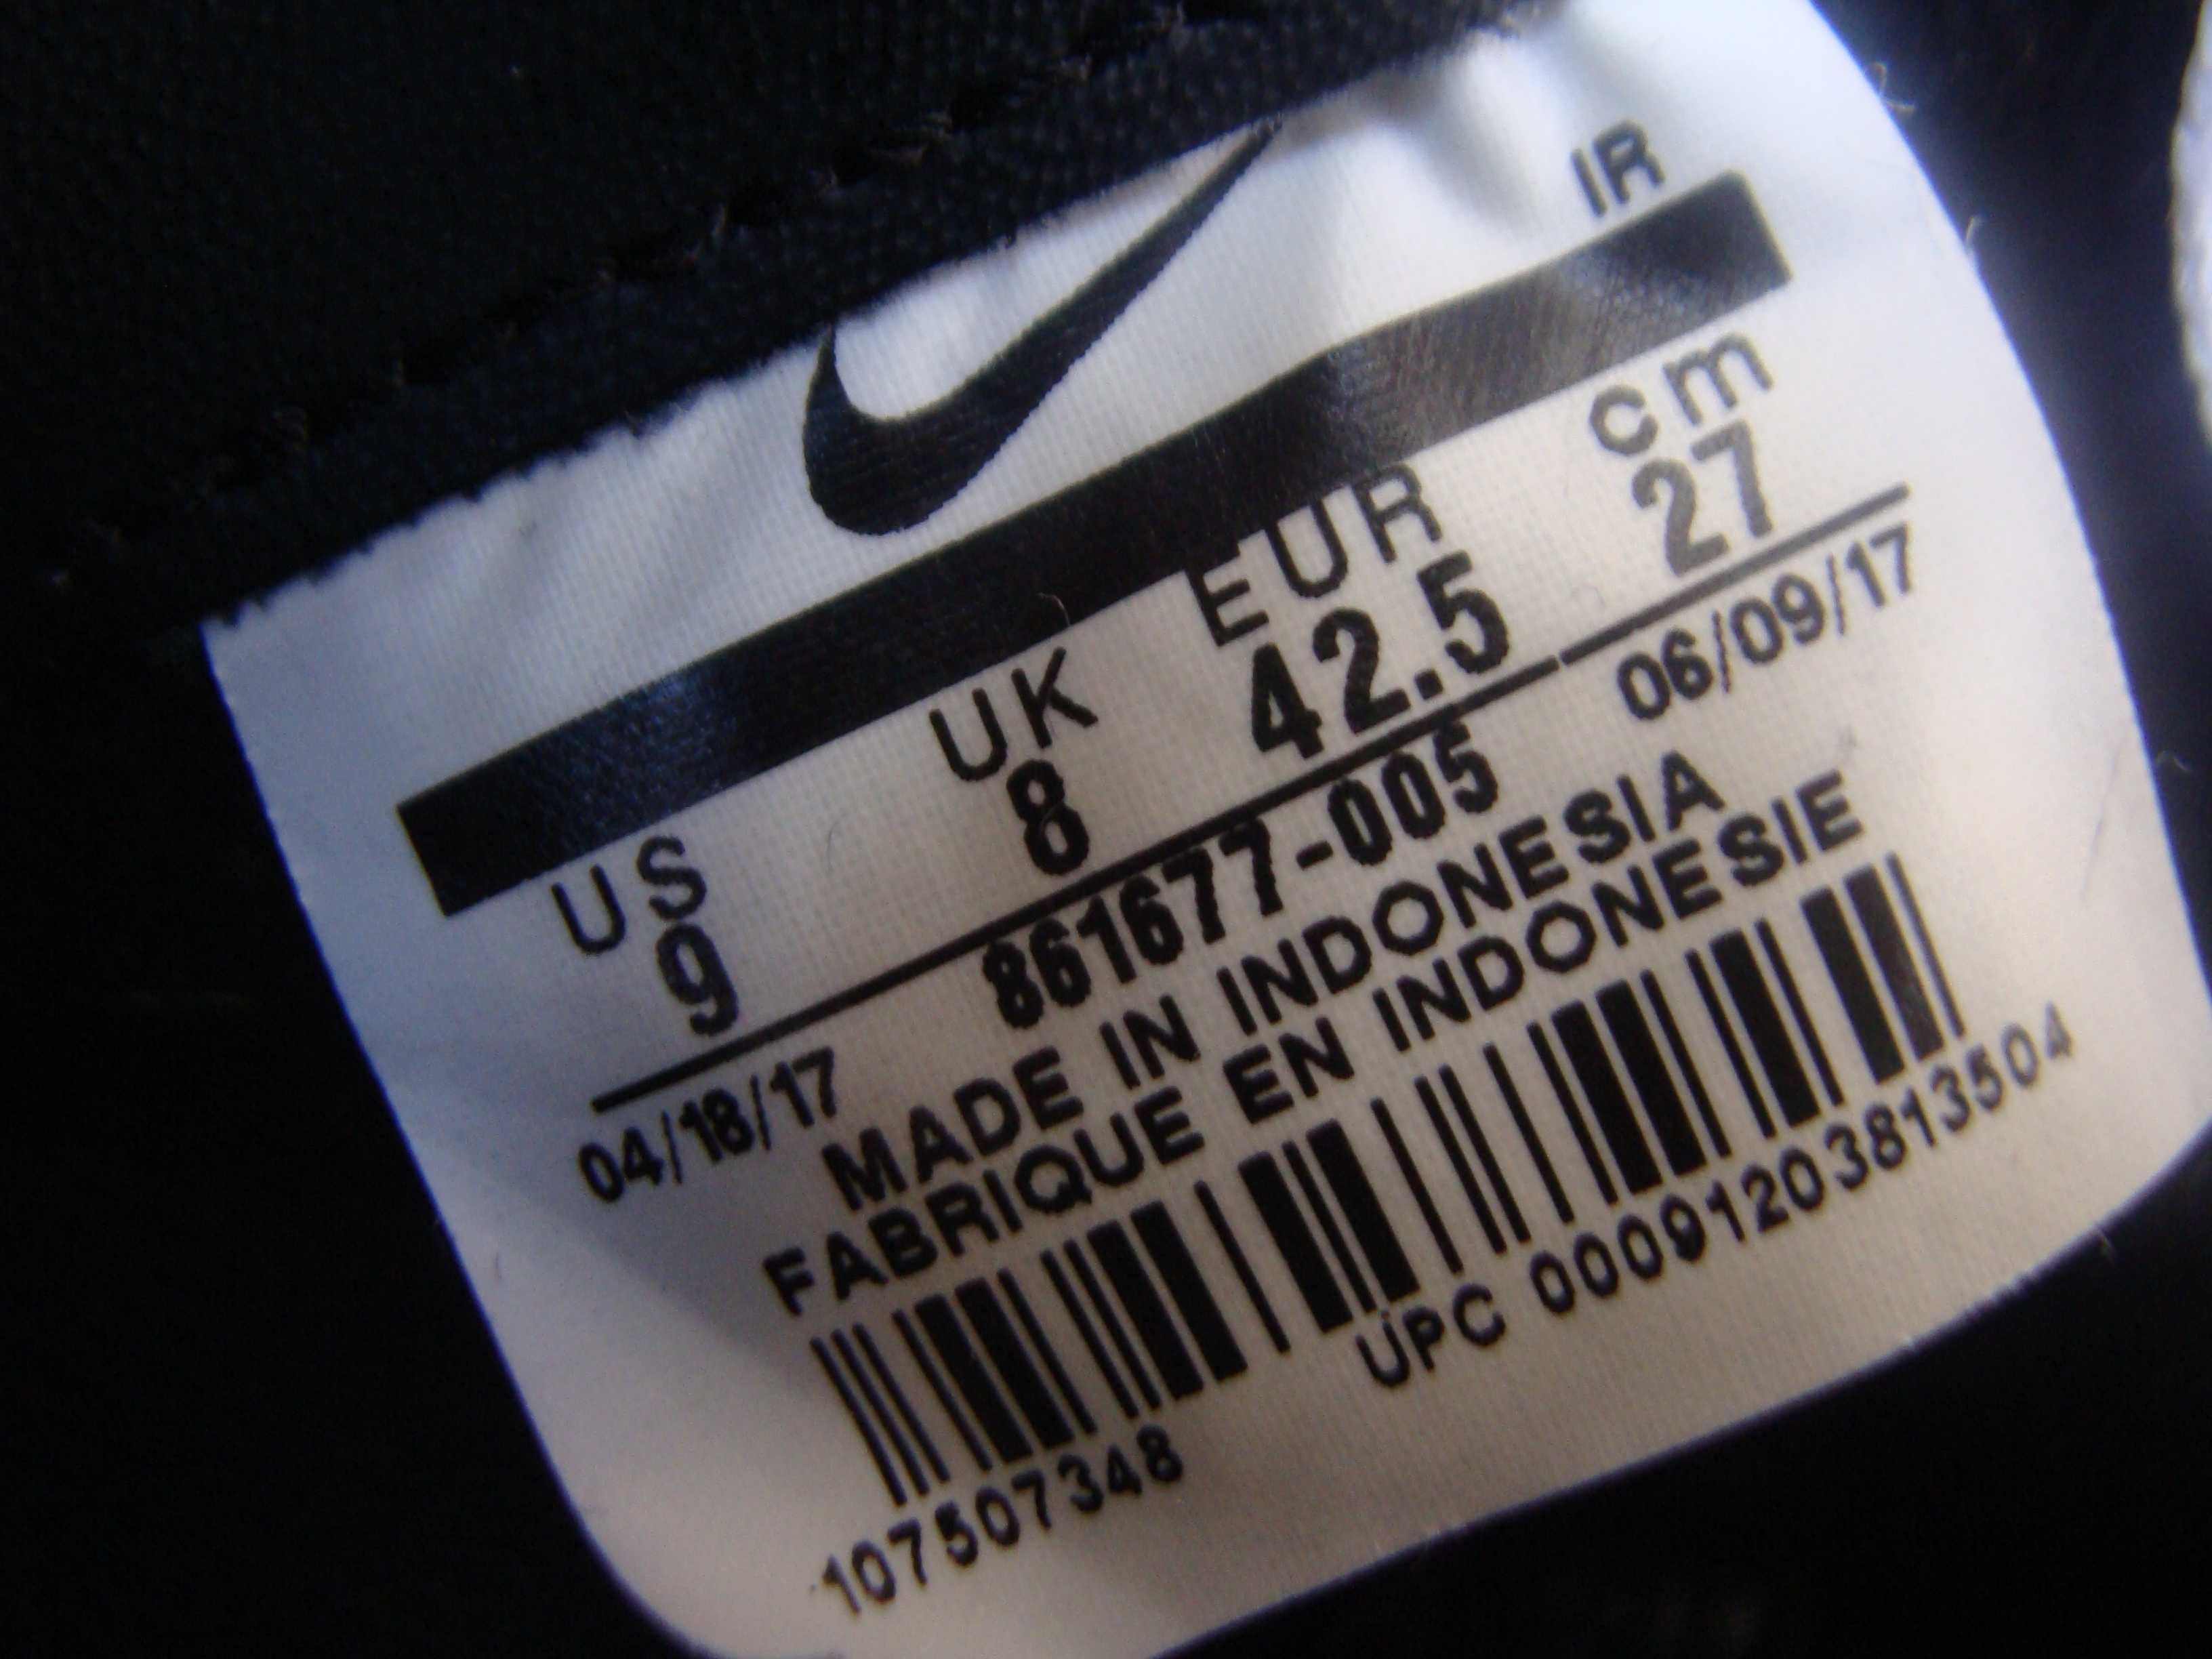 IR
US UK EUR cm
9 8 42.5 27
04/18/17 861677-005 06/09/17
MADE IN INDONESIA
FABRIQUE EN INDONESIE
UPC 00091203813504
107507348